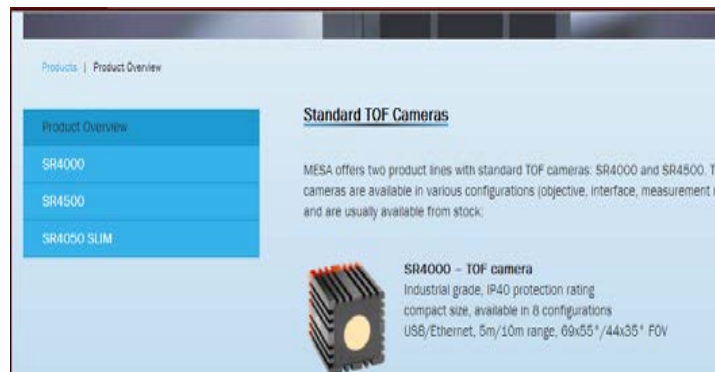 Products | Product Overview
Product Overview
SR4000
SR4500
SR4050 SLIM
Standard TOF Cameras
MESA offers two product lines with standard TOF cameras: SR4000 and SR4500. T
cameras are available in various configurations (objective, interface, measurement
and are usually available from stock:
SR4000 – TOF camera
Industrial grade, IP40 protection rating
compact size, available in 8 configurations
USB/Ethernet, 5m/10m range, 69x55°/44x35° FOV